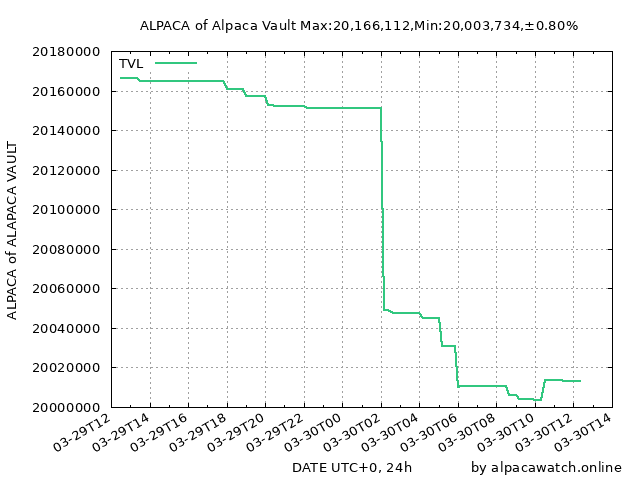 ALPACA of Alpaca Vault Max:20,166,112,Min:20,003,734,±0.80%
TVL
20180000
20160000
20140000
20120000
20100000
20080000
20060000
20040000
20020000
20000000
ALPACA of ALAPACA VAULT
03-29T12
03-29T14
03-29T16
03-29T18
03-29T20
03-29T22
03-30T00
03-30T02
03-30T04
03-30T06
03-30T08
03-30T10
03-30T12
03-30T14
DATE UTC+0, 24h
by alpacawatch.online